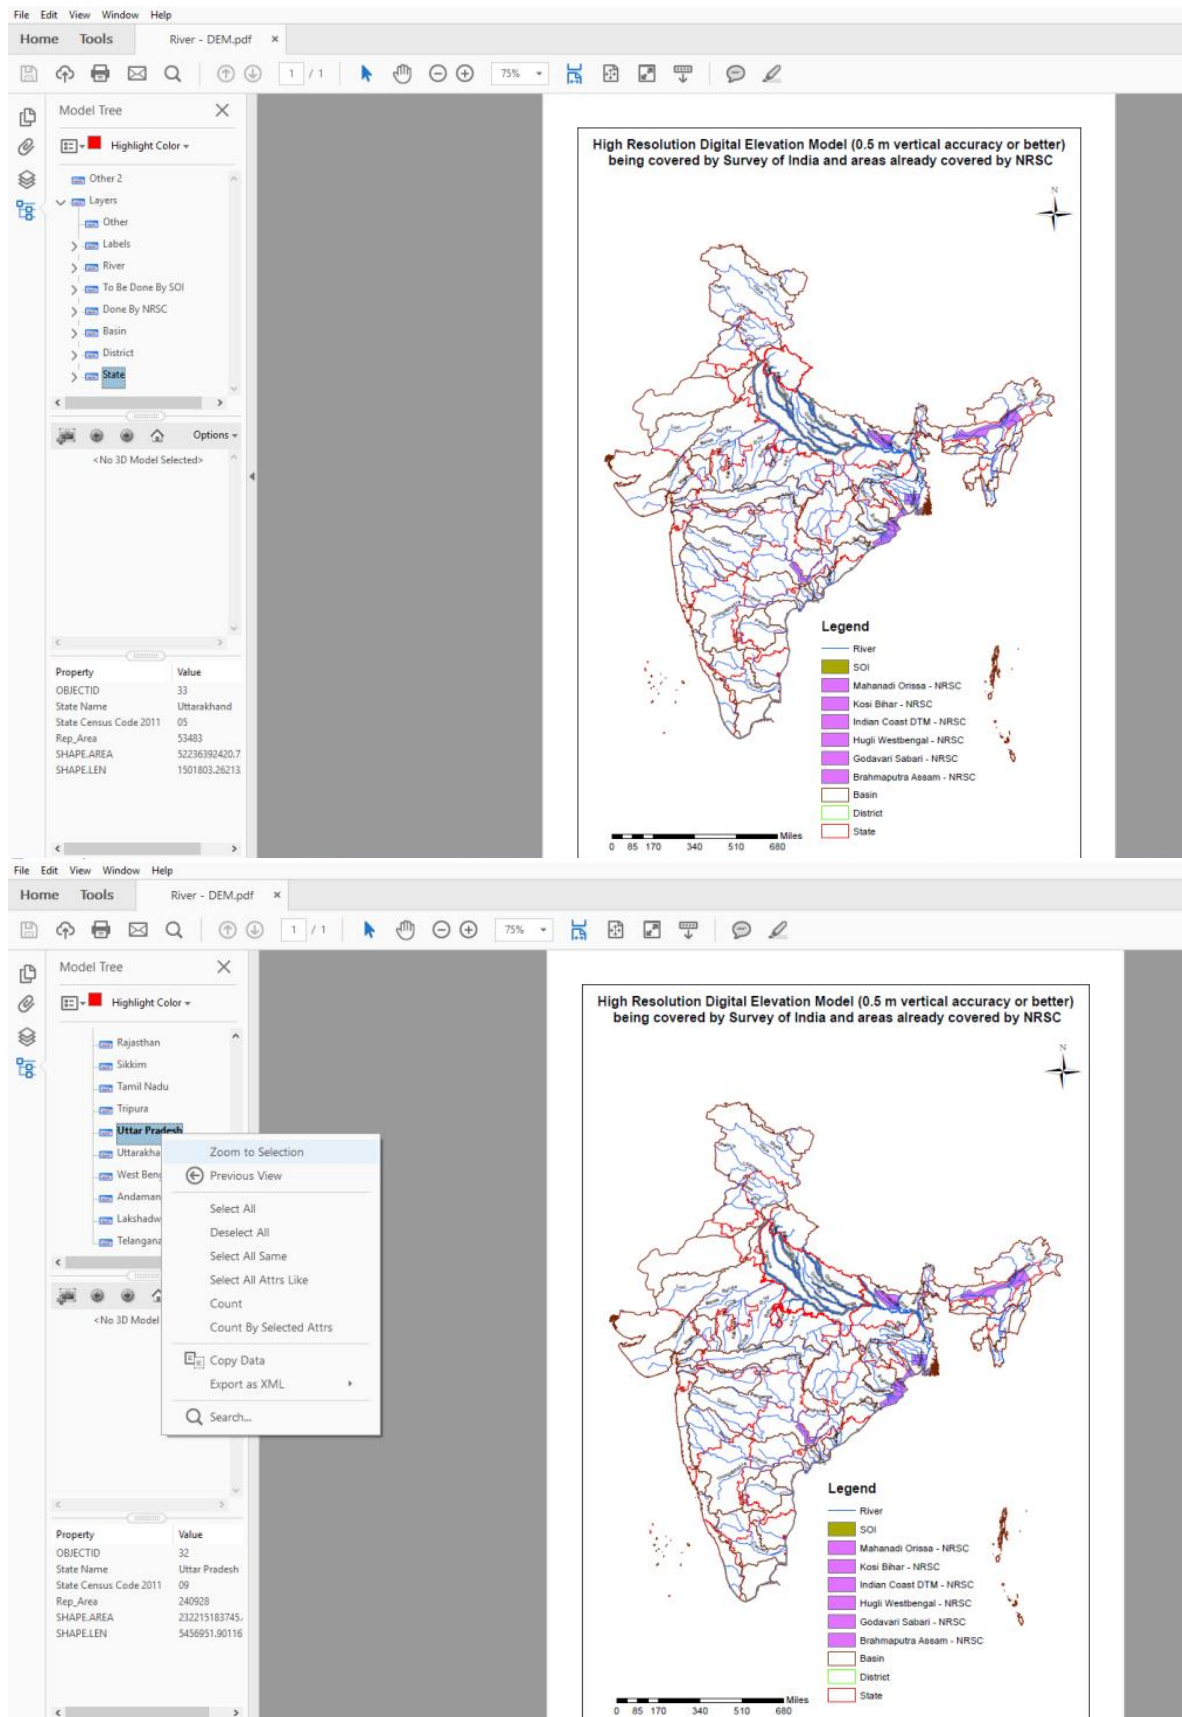 File Edit View Window Help
Home Tools River - DEM.pdf ×
1 / 1 75%
Model Tree
Highlight Color
Other 2
Layers
Other
Labels
River
To Be Done By SOI
Done By NRSC
Basin
District
State
Options
<No 3D Model Selected>
Property Value
OBJECTID 33
State Name Uttarakhand
State Census Code 2011 05
Rep_Area 53483
SHAPE.AREA 52236392420.7
SHAPE.LEN 1501803.26213
High Resolution Digital Elevation Model (0.5 m vertical accuracy or better)
being covered by Survey of India and areas already covered by NRSC
N
Legend
River
SOI
Mahanadi Orissa - NRSC
Kosi Bihar - NRSC
Indian Coast DTM - NRSC
Hugli Westbengal - NRSC
Godavari Sabari - NRSC
Brahmaputra Assam - NRSC
Basin
District
State
Miles
0 85 170 340 510 680
File Edit View Window Help
Home Tools River - DEM.pdf ×
1 / 1 75%
Model Tree
Highlight Color
Rajasthan
Sikkim
Tamil Nadu
Tripura
Uttar Pradesh
Uttarakha
West Beng
Andaman
Lakshadw
Telangana
Zoom to Selection
Previous View
Select All
Deselect All
Select All Same
Select All Attrs Like
Count
Count By Selected Attrs
Copy Data
Export as XML
Search...
<No 3D Model
Property Value
OBJECTID 32
State Name Uttar Pradesh
State Census Code 2011 09
Rep_Area 240928
SHAPE.AREA 232215183745.
SHAPE.LEN 5456951.90116
High Resolution Digital Elevation Model (0.5 m vertical accuracy or better)
being covered by Survey of India and areas already covered by NRSC
N
Legend
River
SOI
Mahanadi Orissa - NRSC
Kosi Bihar - NRSC
Indian Coast DTM - NRSC
Hugli Westbengal - NRSC
Godavari Sabari - NRSC
Brahmaputra Assam - NRSC
Basin
District
State
Miles
0 85 170 340 510 680